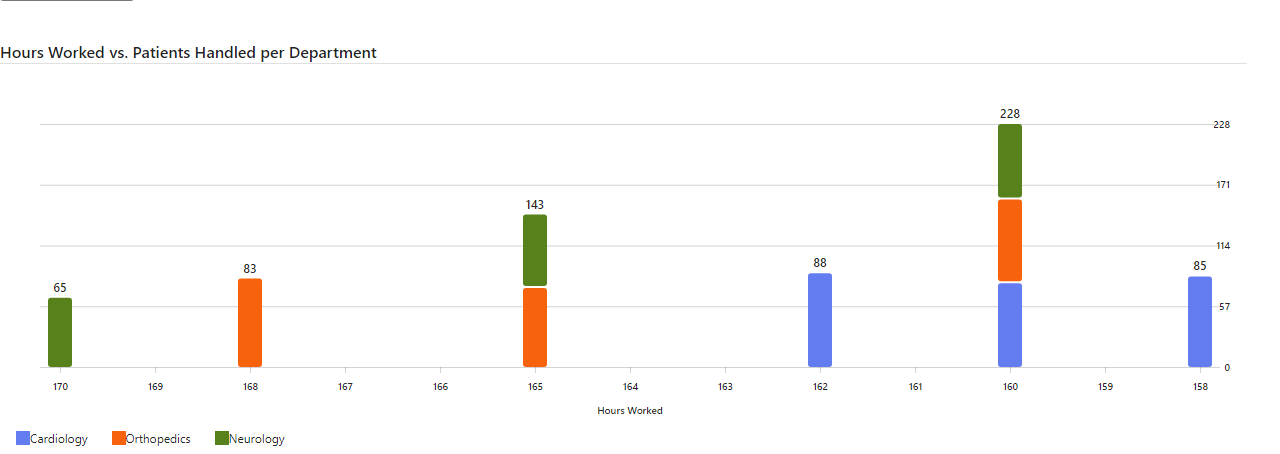 Hours Worked vs. Patients Handled per Department
228
228
171
143
114
88
85
83
65
57
0
170 169 168 167 166 165 164 163 162 161 160 159 158
Hours Worked
Cardiology Orthopedics Neurology